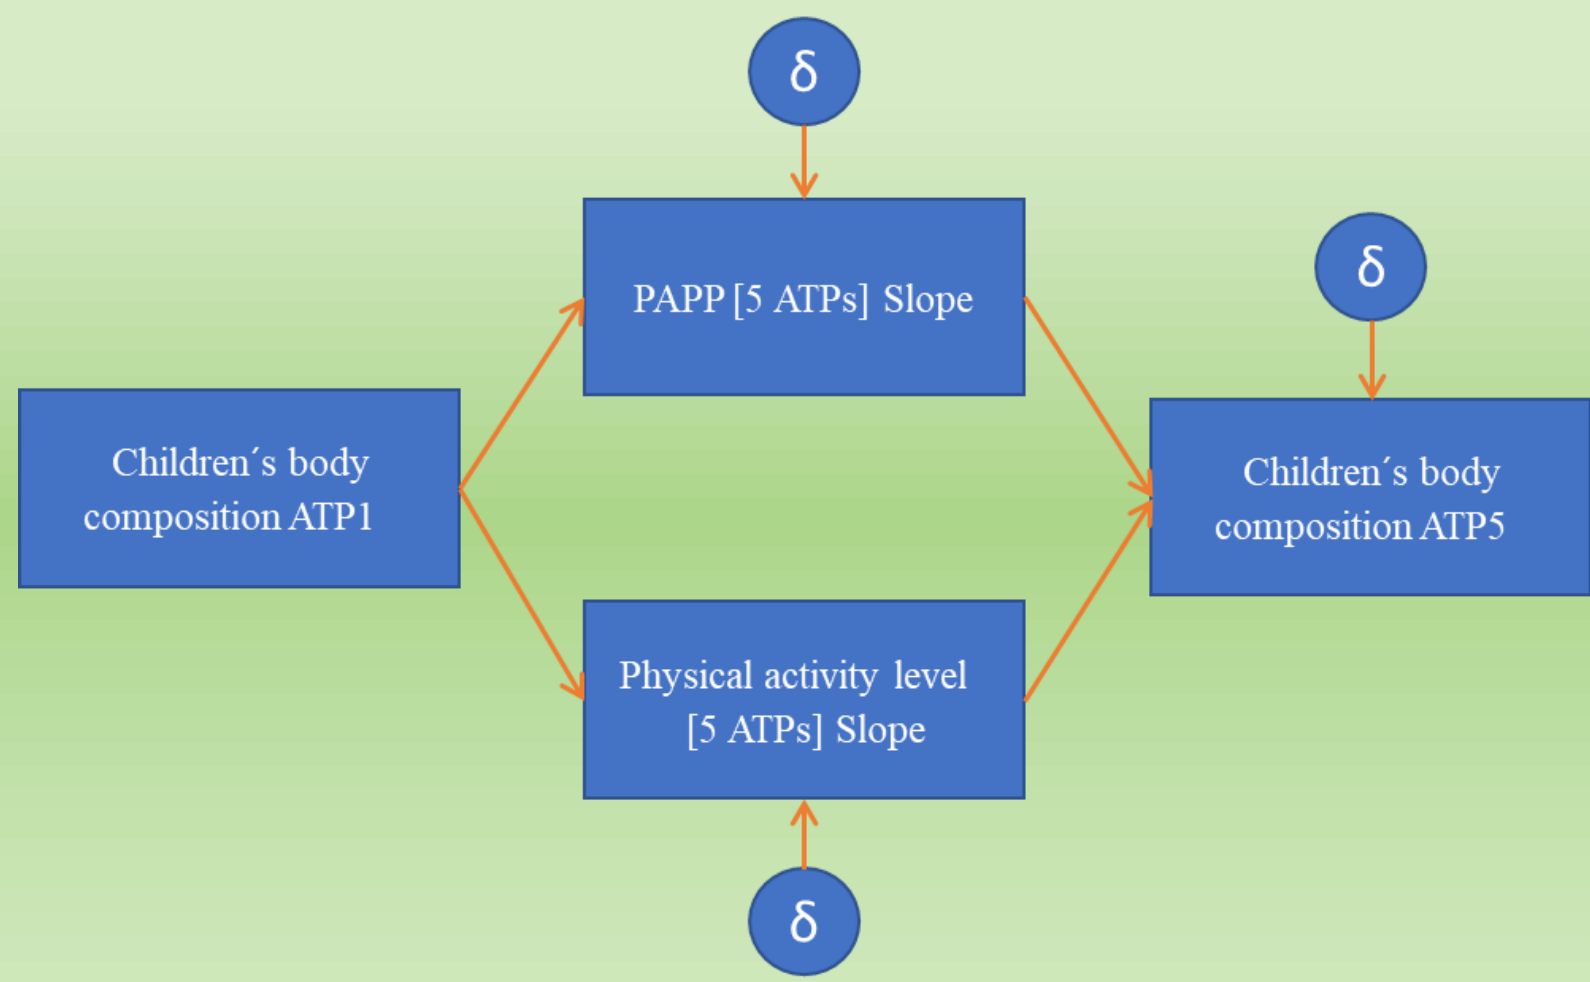 δ
PAPP [5 ATPs] Slope
δ
Children´s body
composition ATP1
Children´s body
composition ATP5
Physical activity level
[5 ATPs] Slope
δ